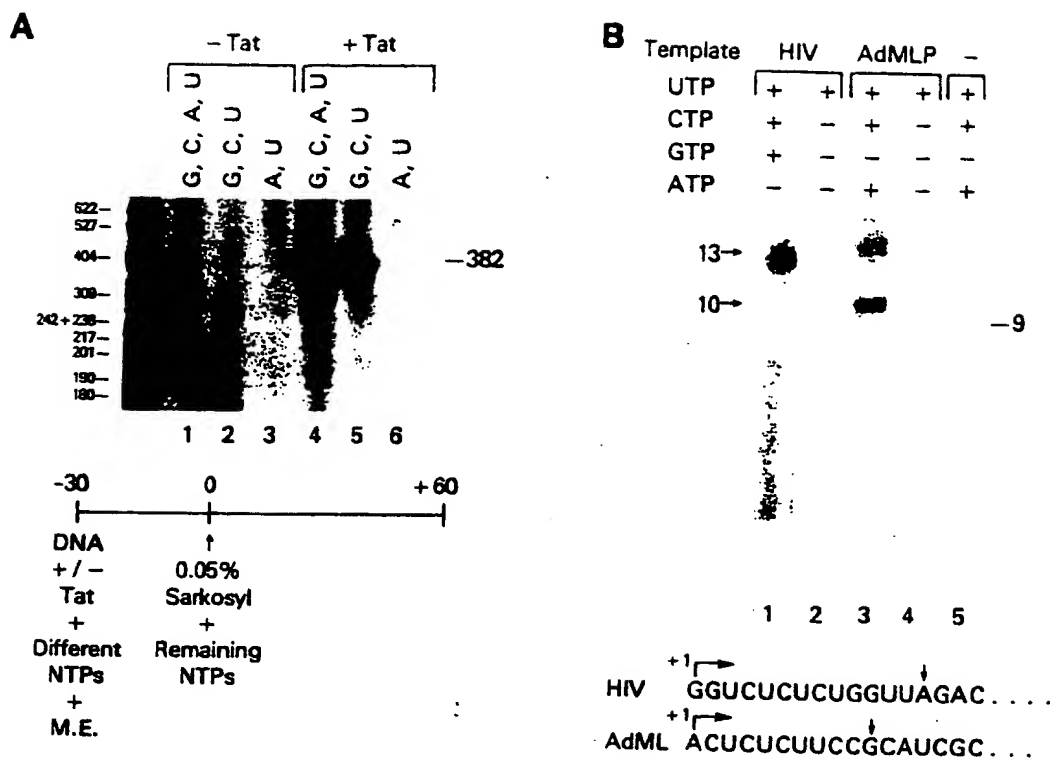 A
− Tat
+ Tat
G, C, A, U
G, C, U
A, U
G, C, A, U
G, C, U
A, U
622
527
404
309
242 + 238
217
201
190
180
382
1 2 3 4 5 6
-30 0 +60
DNA
+ / −
Tat
+
Different
NTPs
+
M.E.
0.05%
Sarkosyl
+
Remaining
NTPs
B
Template HIV AdMLP −
UTP + + + + +
CTP + − + − +
GTP + − − − −
ATP − − + − +
13→
10→
−9
1 2 3 4 5
+1
HIV GGUCUCUCUGGUUAGAC....
+1
AdML ACUCUCUUCCGCAUCGC...